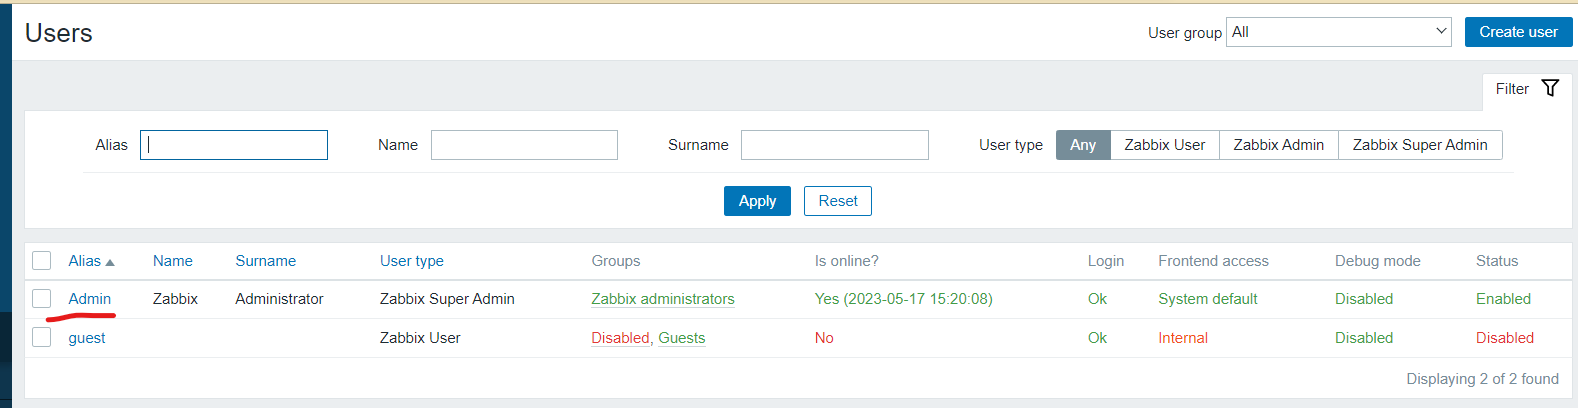 Users
User group All Create user
Filter
Alias Name Surname User type Any Zabbix User Zabbix Admin Zabbix Super Admin
Apply Reset
Alias Name Surname User type Groups Is online? Login Frontend access Debug mode Status
Admin Zabbix Administrator Zabbix Super Admin Zabbix administrators Yes (2023-05-17 15:20:08) Ok System default Disabled Enabled
guest Zabbix User Disabled, Guests No Ok Internal Disabled Disabled
Displaying 2 of 2 found